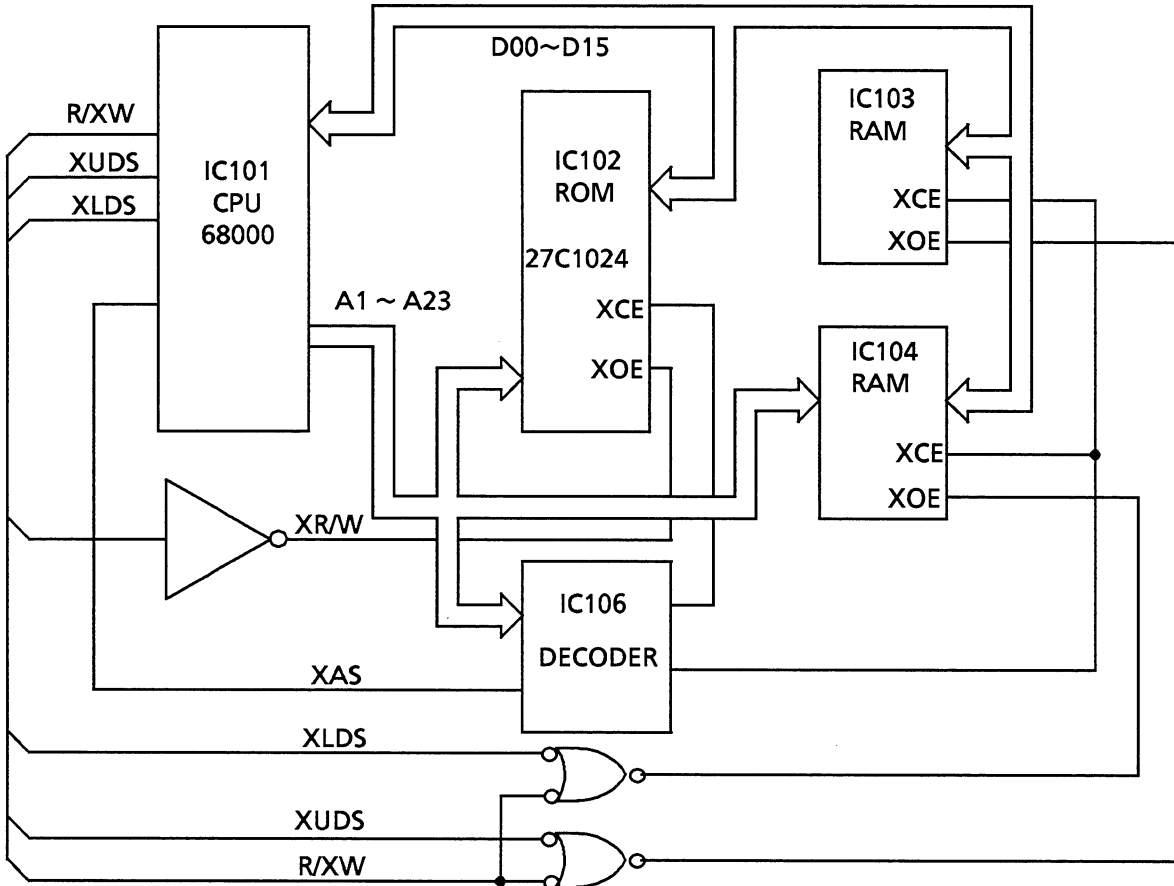 D00~D15
R/XW
XUDS
XLDS
IC101
CPU
68000
IC102
ROM
27C1024
XCE
XOE
IC103
RAM
XCE
XOE
A1 ~ A23
IC104
RAM
XCE
XOE
XR/W
IC106
DECODER
XAS
XLDS
XUDS
R/XW